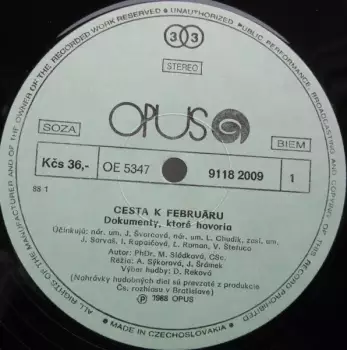 ALL RIGHTS OF THE MANUFACTURER AND OF THE OWNER OF THE RECORDED WORK RESERVED • UNAUTHORIZED PUBLIC PERFORMANCE, BROADCASTING AND COPYING OF THIS RECORD PROHIBITED
33
STEREO
OPUS
SOZA
BIEM
Kčs 36,-
OE 5347
9118 2009
1
SS 1
CESTA K FEBRUÁRU
Dokumenty, ktoré hovoria
Účinkujú: nár. um. J. Švorcová, nár. um. L. Chudík, zasl. um.
J. Sarvaš, I. Rapaičová, L. Roman, V. Štefuca
Autor: PhDr. M. Sládková, CSc.
Réžia: A. Sýkorová, J. Šránek
Výber hudby: D. Reková
(Nahrávky hudobných diel sú prevzaté z produkcie
Čs. rozhlasu v Bratislave)
Ⓟ 1988 OPUS
• MADE IN CZECHOSLOVAKIA •